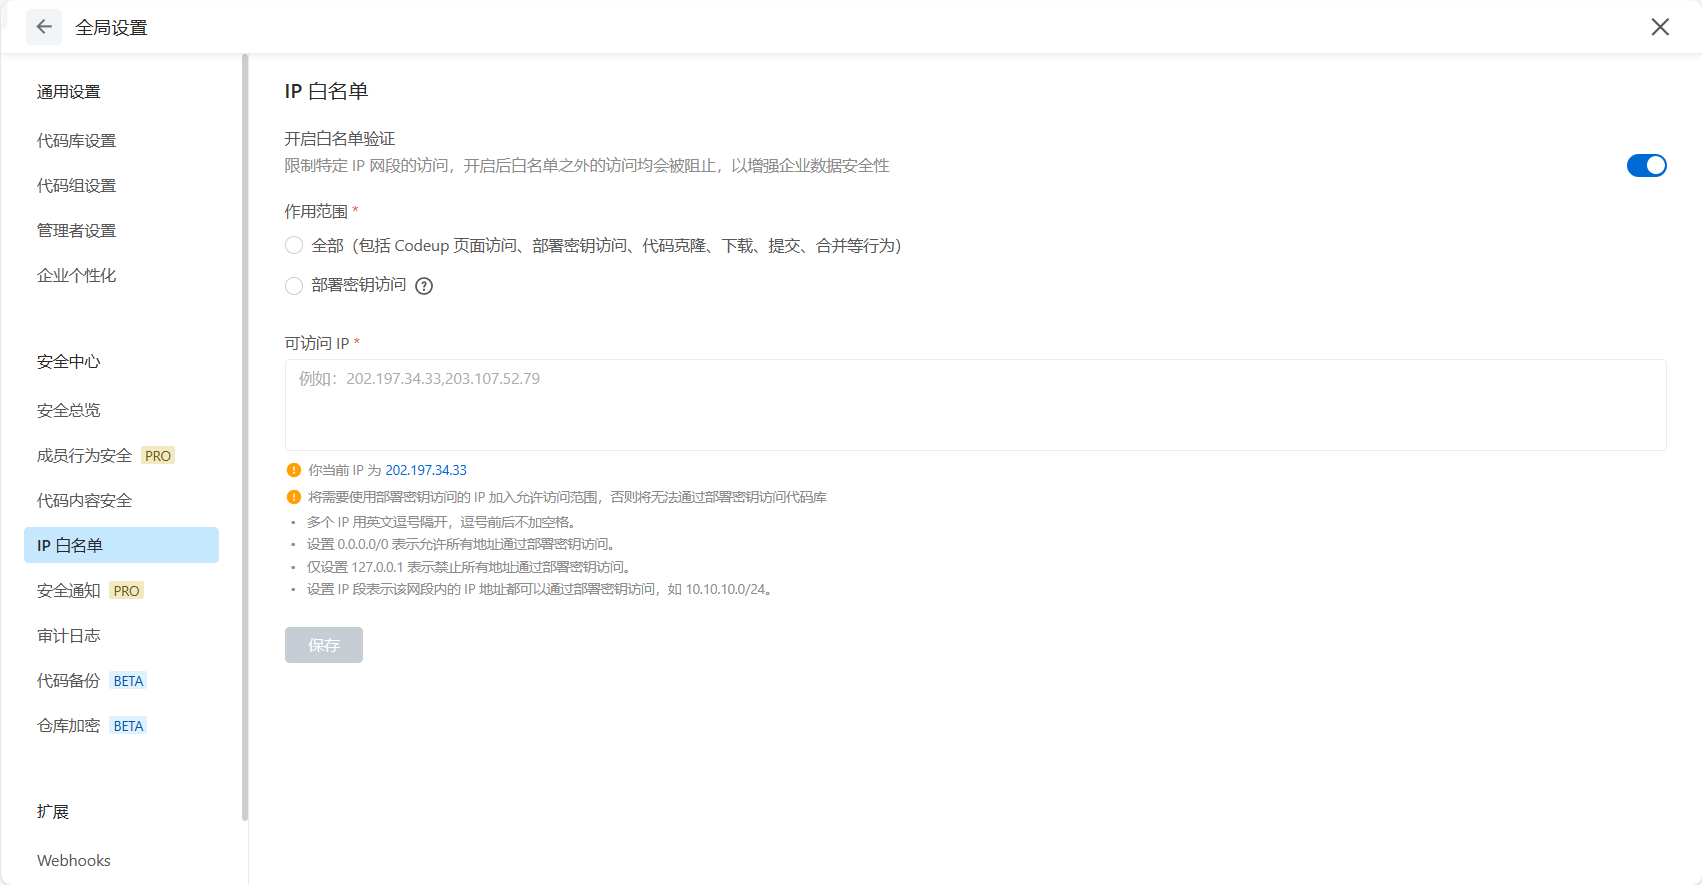 全局设置
通用设置
代码库设置
代码组设置
管理者设置
企业个性化
安全中心
安全总览
成员行为安全 PRO
代码内容安全
IP 白名单
安全通知 PRO
审计日志
代码备份 BETA
仓库加密 BETA
扩展
Webhooks
IP 白名单
开启白名单验证
限制特定 IP 网段的访问，开启后白名单之外的访问均会被阻止，以增强企业数据安全性
作用范围 *
全部（包括 Codeup 页面访问、部署密钥访问、代码克隆、下载、提交、合并等行为）
部署密钥访问 ?
可访问 IP *
例如：202.197.34.33,203.107.52.79
你当前 IP 为 202.197.34.33
将需要使用部署密钥访问的 IP 加入允许访问范围，否则将无法通过部署密钥访问代码库
• 多个 IP 用英文逗号隔开，逗号前后不加空格。
• 设置 0.0.0.0/0 表示允许所有地址通过部署密钥访问。
• 仅设置 127.0.0.1 表示禁止所有地址通过部署密钥访问。
• 设置 IP 段表示该网段内的 IP 地址都可以通过部署密钥访问，如 10.10.10.0/24。
保存